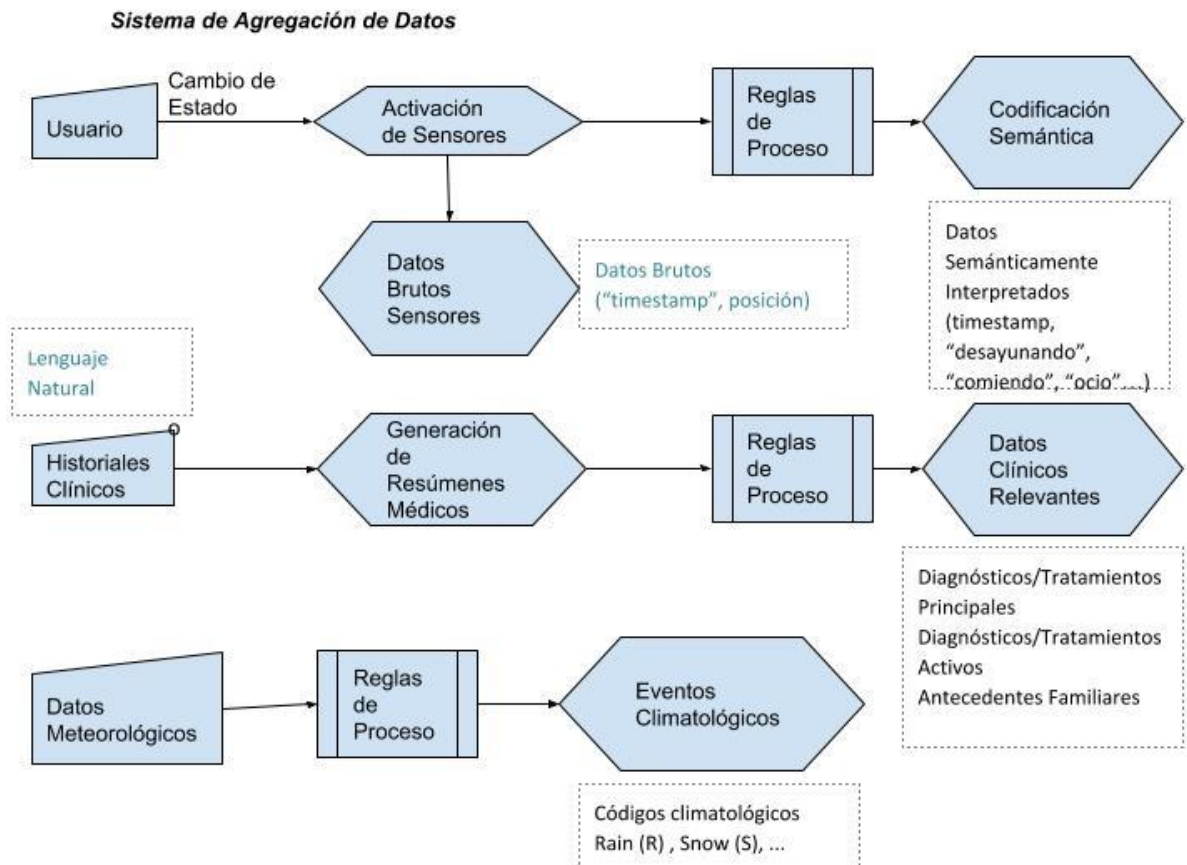 Sistema de Agregación de Datos
Cambio de
Estado
Usuario
Activación
de Sensores
Reglas
de
Proceso
Codificación
Semántica
Datos
Brutos
Sensores
Datos Brutos
(“timestamp”, posición)
Datos
Semánticamente
Interpretados
(timestamp,
“desayunando”,
“comiendo”, “ocio”...)
Lenguaje
Natural
Historiales
Clínicos
Generación
de
Resúmenes
Médicos
Reglas
de
Proceso
Datos
Clínicos
Relevantes
Diagnósticos/Tratamientos
Principales
Diagnósticos/Tratamientos
Activos
Antecedentes Familiares
Datos
Meteorológicos
Reglas
de
Proceso
Eventos
Climatológicos
Códigos climatológicos
Rain (R) , Snow (S), ...